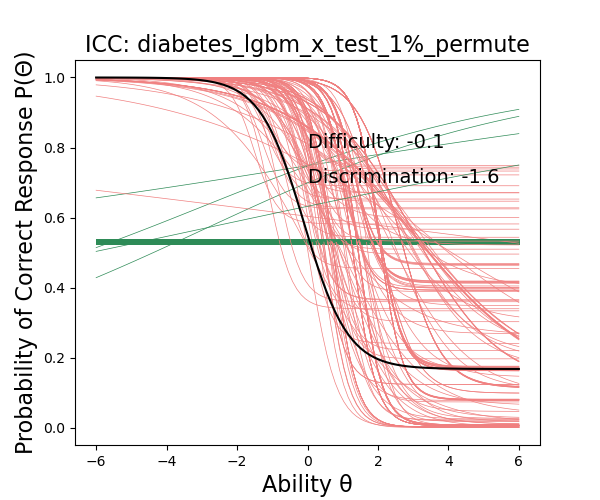 ICC: diabetes_lgbm_x_test_1%_permute
Probability of Correct Response P(Θ)
1.0
0.8
0.6
0.4
0.2
0.0
Difficulty: -0.1
Discrimination: -1.6
−6 −4 −2 0 2 4 6
Ability θ